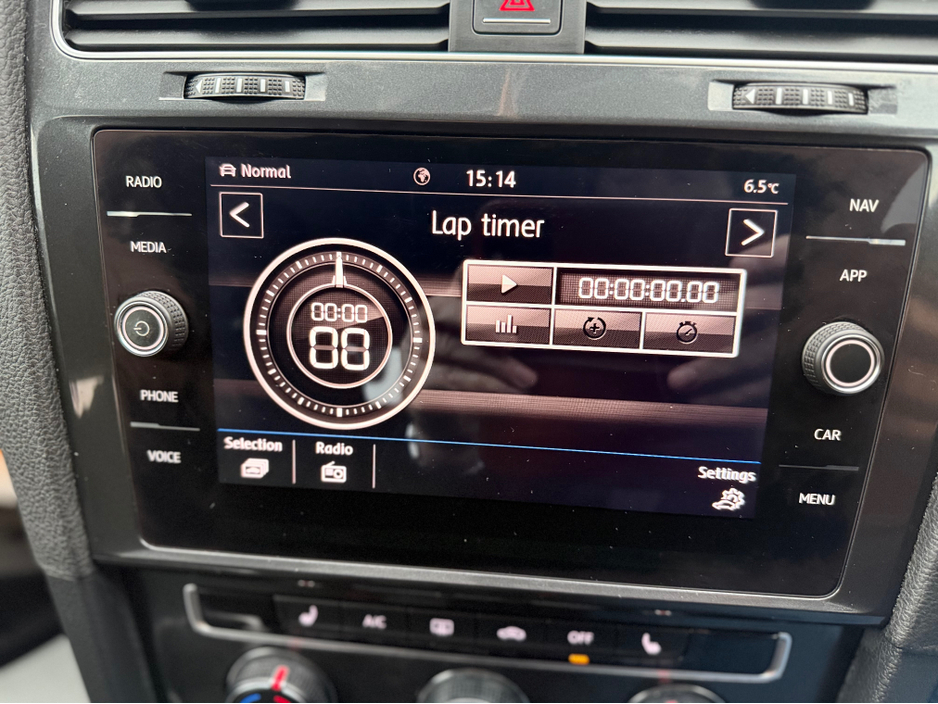 RADIO
MEDIA
PHONE
VOICE
Normal
15:14
6.5°C
Lap timer
00:00
00
00:00:00.00
Selection
Radio
Settings
NAV
APP
CAR
MENU
A/C
OFF